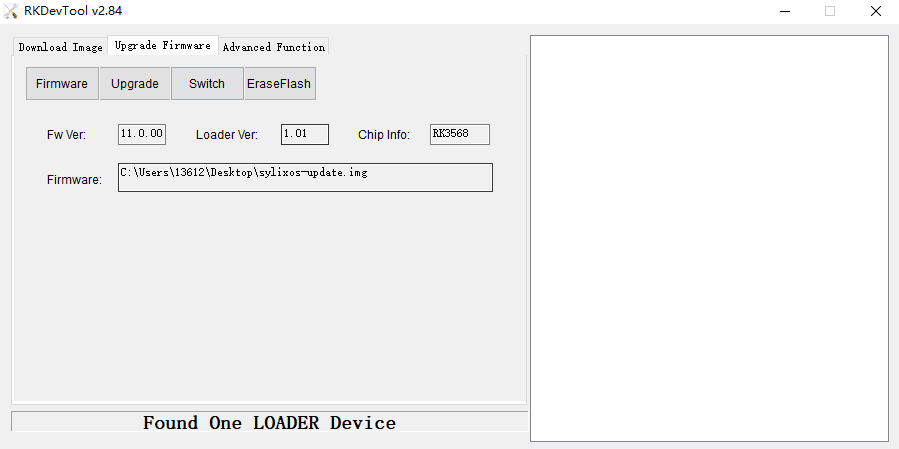 RKDevTool v2.84
Download Image Upgrade Firmware Advanced Function
Firmware Upgrade Switch EraseFlash
Fw Ver: 11.0.00 Loader Ver: 1.01 Chip Info: RK3568
Firmware: C:\Users\13612\Desktop\sylixos-update.img
Found One LOADER Device